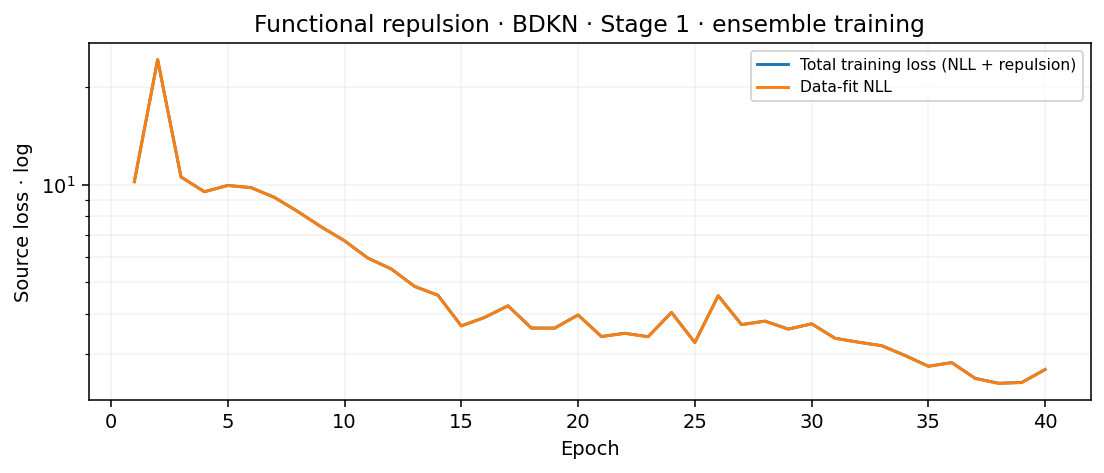 Functional repulsion · BDKN · Stage 1 · ensemble training
Total training loss (NLL + repulsion)
Data-fit NLL
Source loss · log
10¹
0 5 10 15 20 25 30 35 40
Epoch